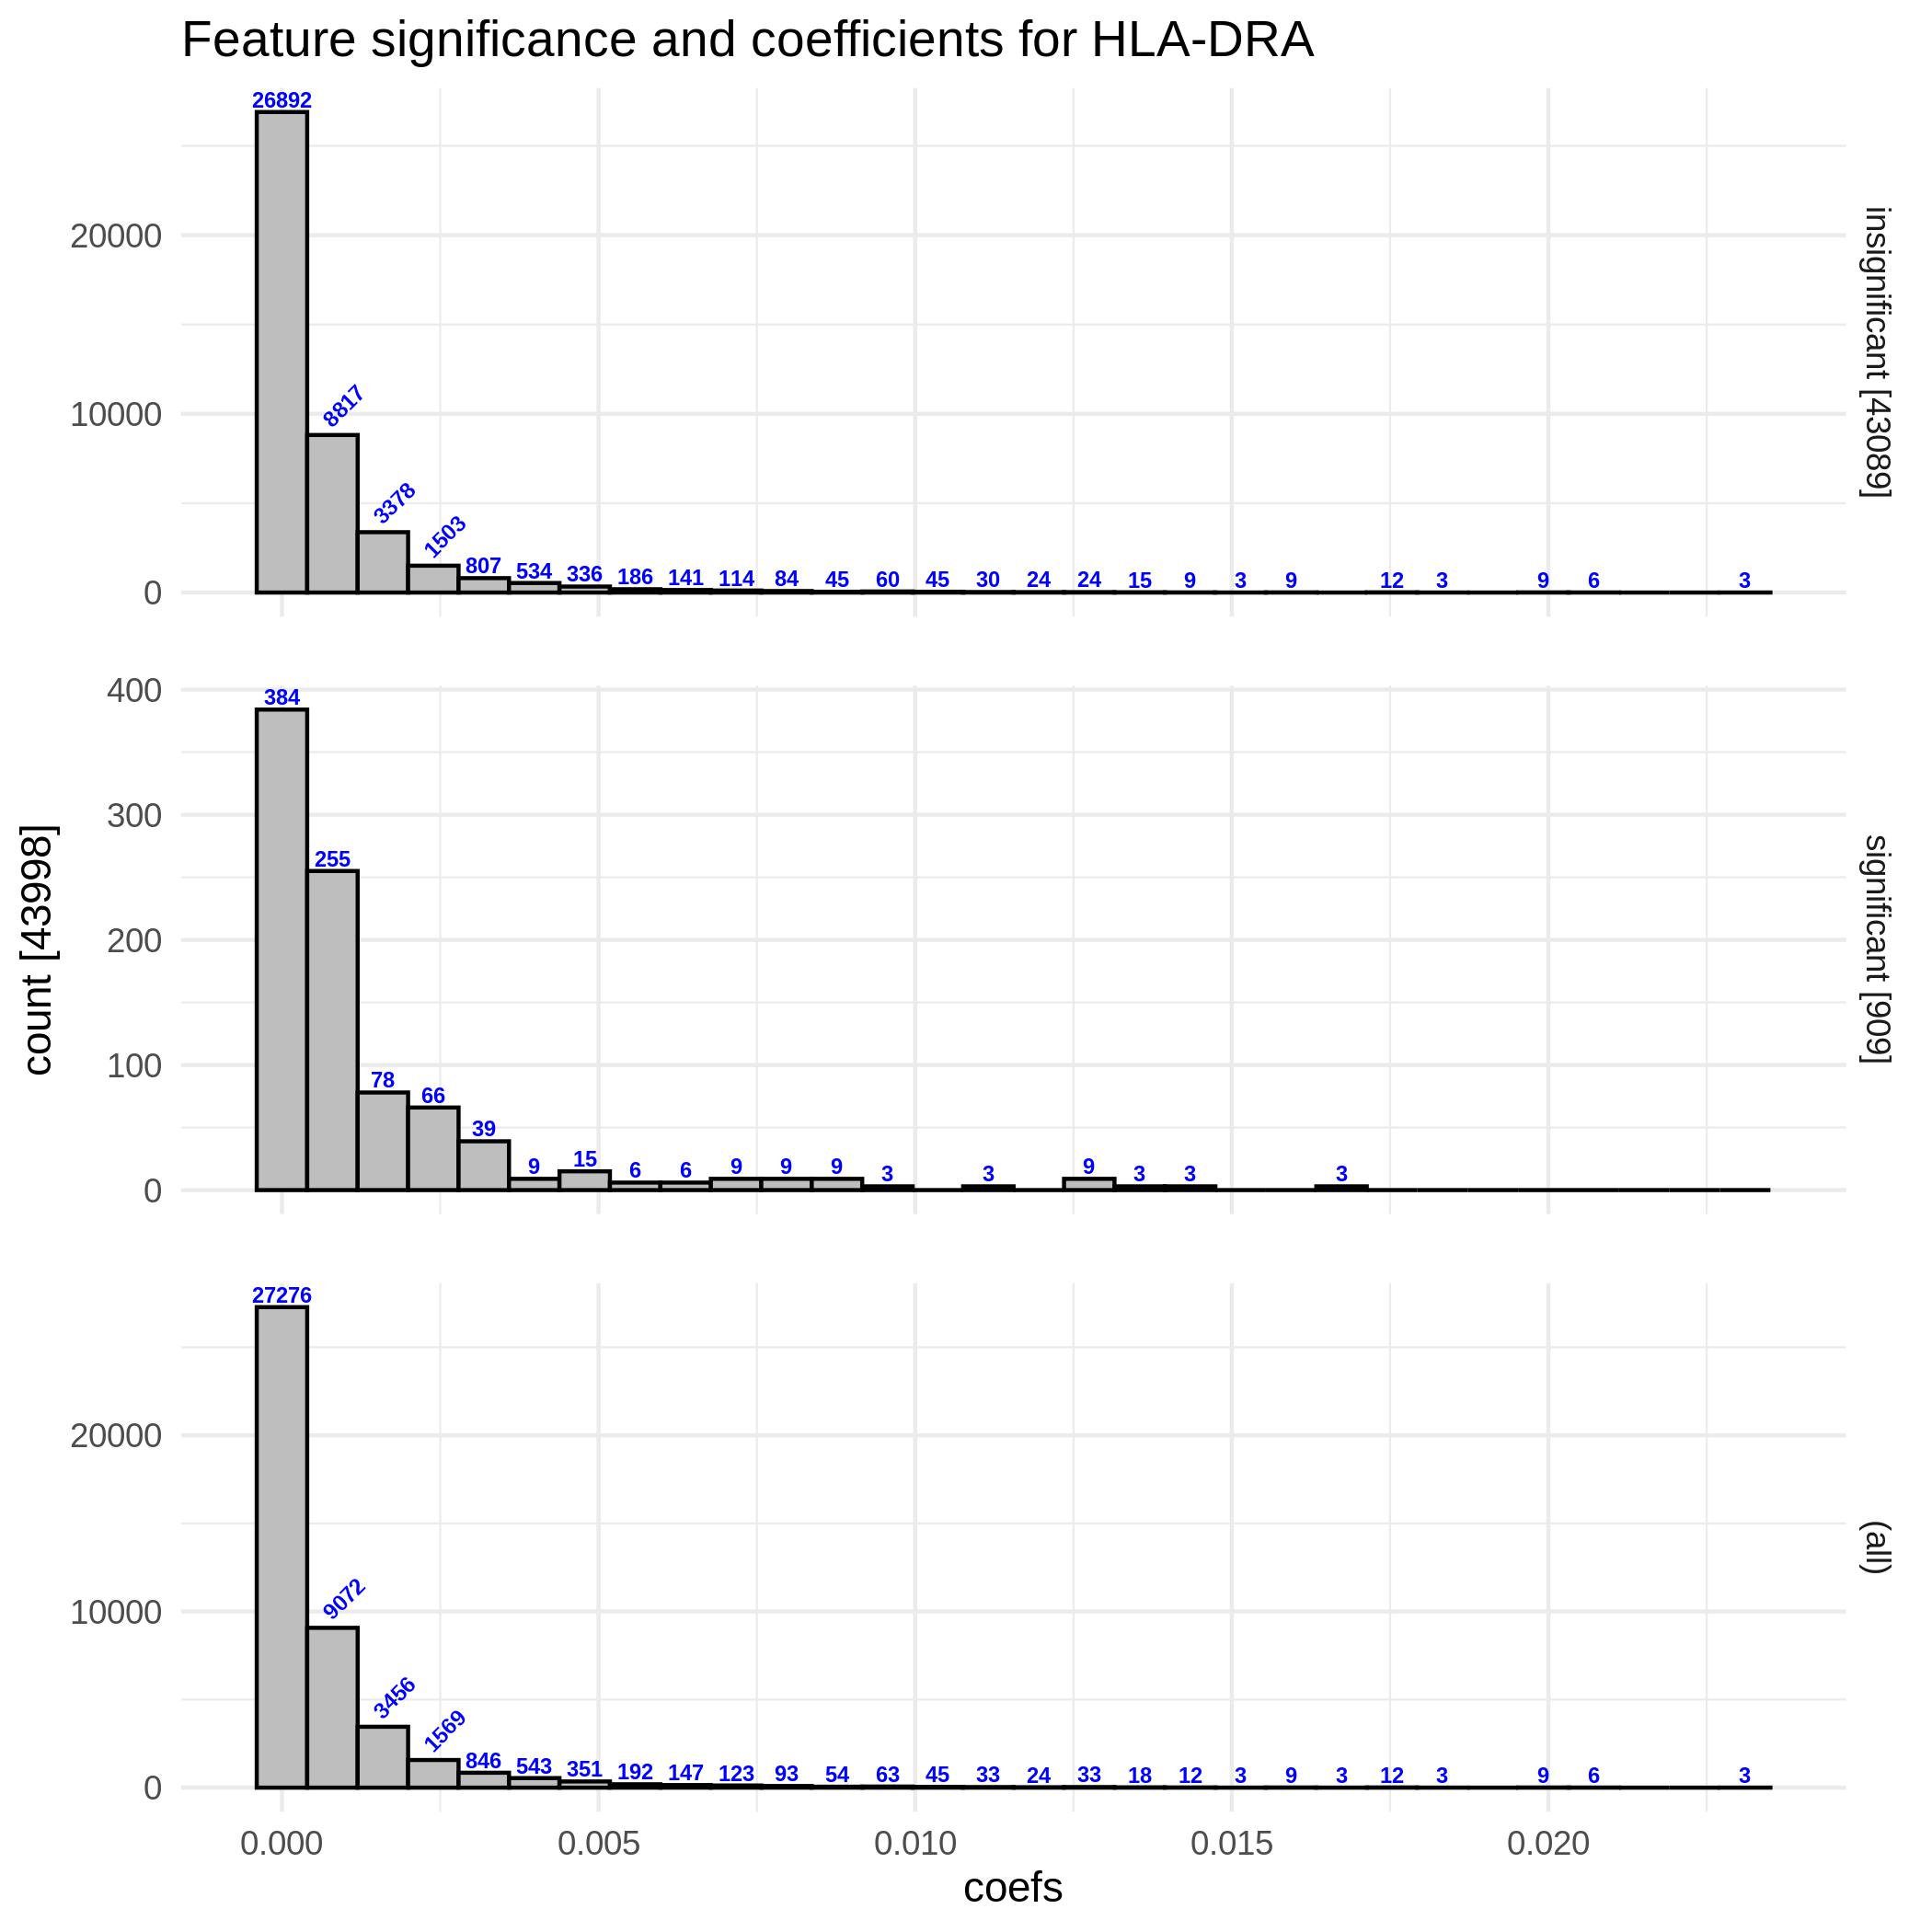 Feature significance and coefficients for HLA-DRA
26892
8817
3378
1503
807 534 336 186 141 114 84 45 60 45 30 24 24 15 9 3 9 12 3 9 6 3
20000
10000
0
insignificant [43089]
384
255
78
66
39
9 15 6 6 9 9 9 3 3 9 3 3 3
400
300
200
100
0
significant [909]
count [43998]
27276
9072
3456
1569
846 543 351 192 147 123 93 54 63 45 33 24 33 18 12 3 9 3 12 3 9 6 3
20000
10000
0
(all)
0.000 0.005 0.010 0.015 0.020
coefs